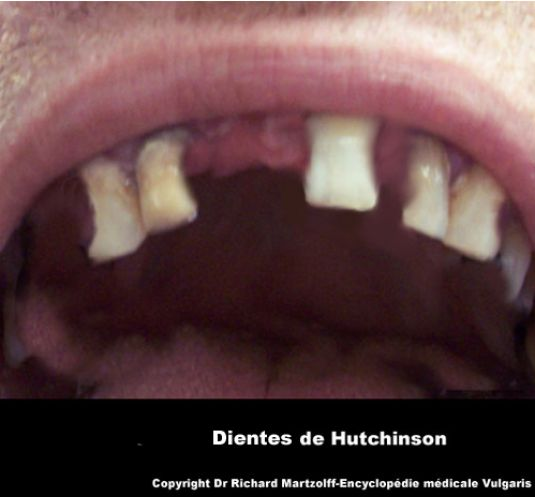 Dientes de Hutchinson
Copyright Dr Richard Martzolff-Encyclopédie médicale Vulgaris